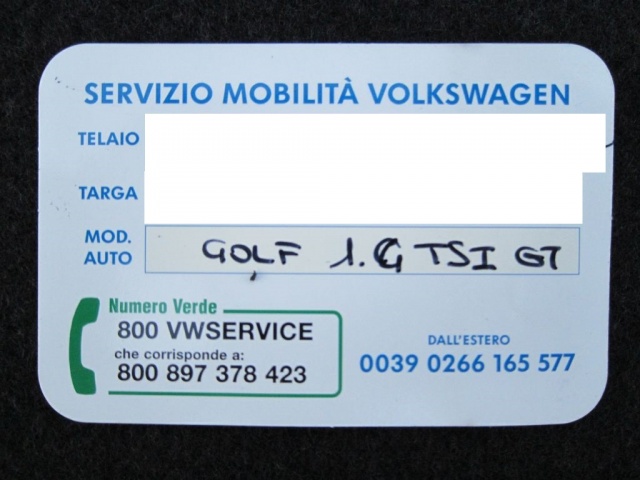 SERVIZIO MOBILITÀ VOLKSWAGEN
TELAIO
TARGA
MOD.
AUTO
GOLF 1.4 TSI GT
Numero Verde
800 VWSERVICE
che corrisponde a:
800 897 378 423
DALL'ESTERO
0039 0266 165 577